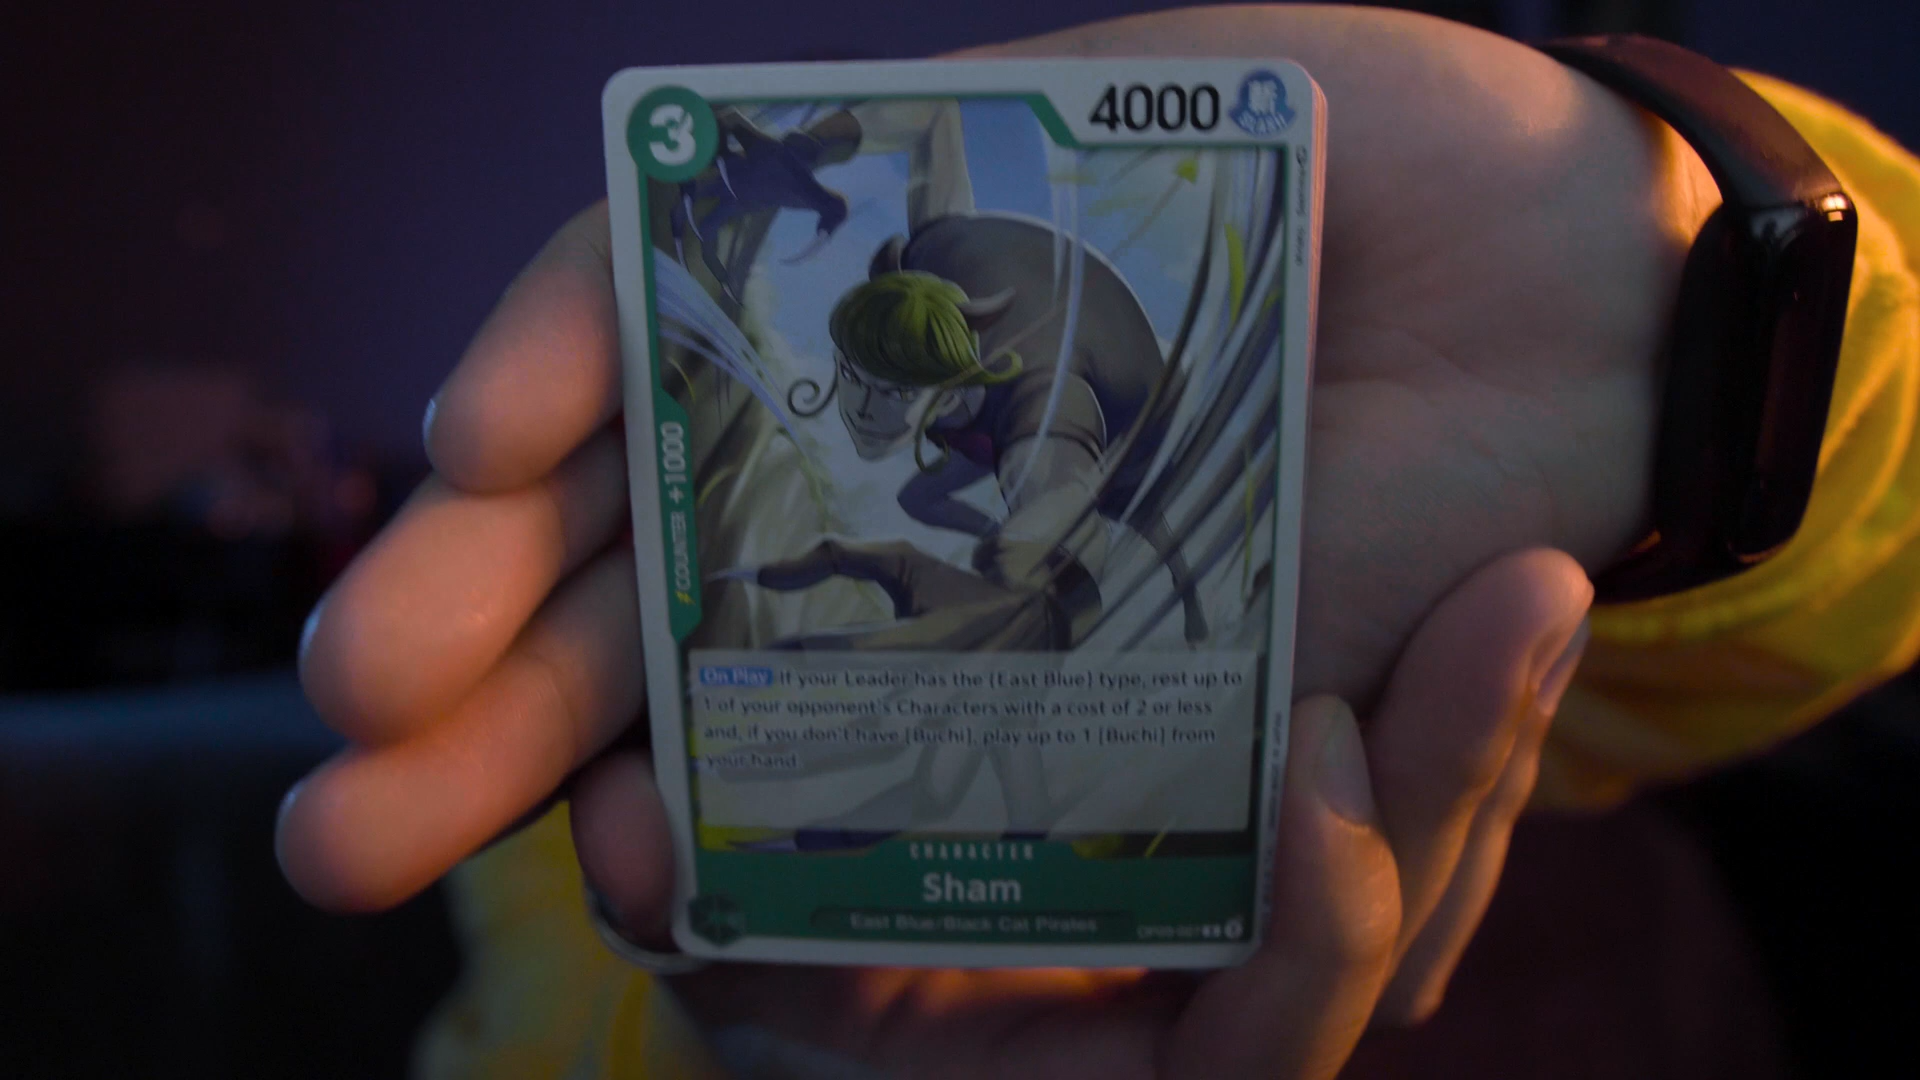 3
4000
斬
SLASH
COUNTER +1000
On Play If your Leader has the {East Blue} type, rest up to
1 of your opponent's Characters with a cost of 2 or less
and, if you don't have [Buchi], play up to 1 [Buchi] from
your hand.
CHARACTER
Sham
East Blue/Black Cat Pirates